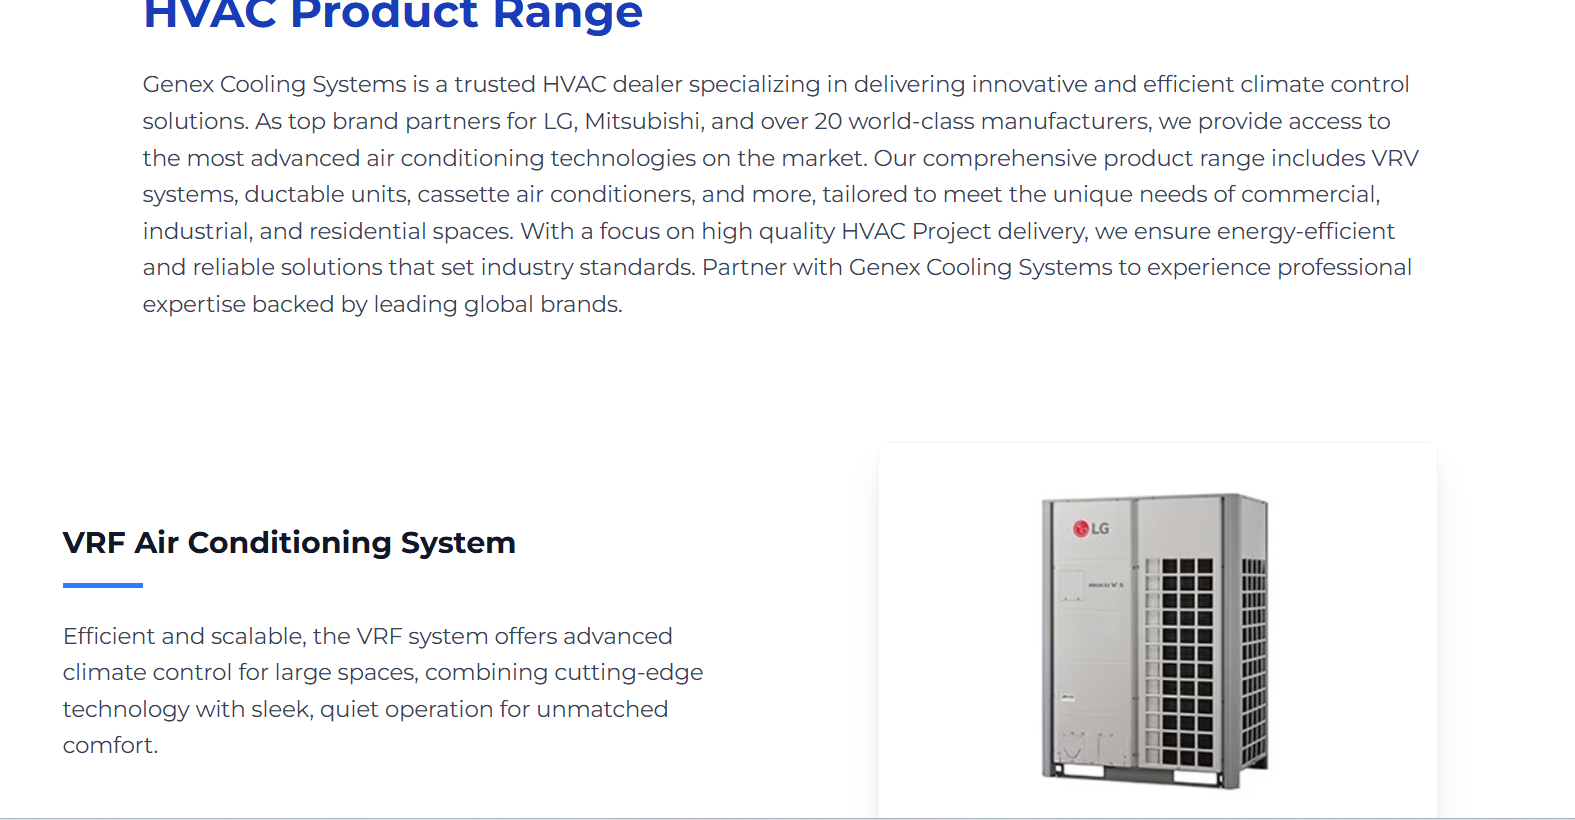 HVAC Product Range
Genex Cooling Systems is a trusted HVAC dealer specializing in delivering innovative and efficient climate control
solutions. As top brand partners for LG, Mitsubishi, and over 20 world-class manufacturers, we provide access to
the most advanced air conditioning technologies on the market. Our comprehensive product range includes VRV
systems, ductable units, cassette air conditioners, and more, tailored to meet the unique needs of commercial,
industrial, and residential spaces. With a focus on high quality HVAC Project delivery, we ensure energy-efficient
and reliable solutions that set industry standards. Partner with Genex Cooling Systems to experience professional
expertise backed by leading global brands.
VRF Air Conditioning System
Efficient and scalable, the VRF system offers advanced
climate control for large spaces, combining cutting-edge
technology with sleek, quiet operation for unmatched
comfort.
LG